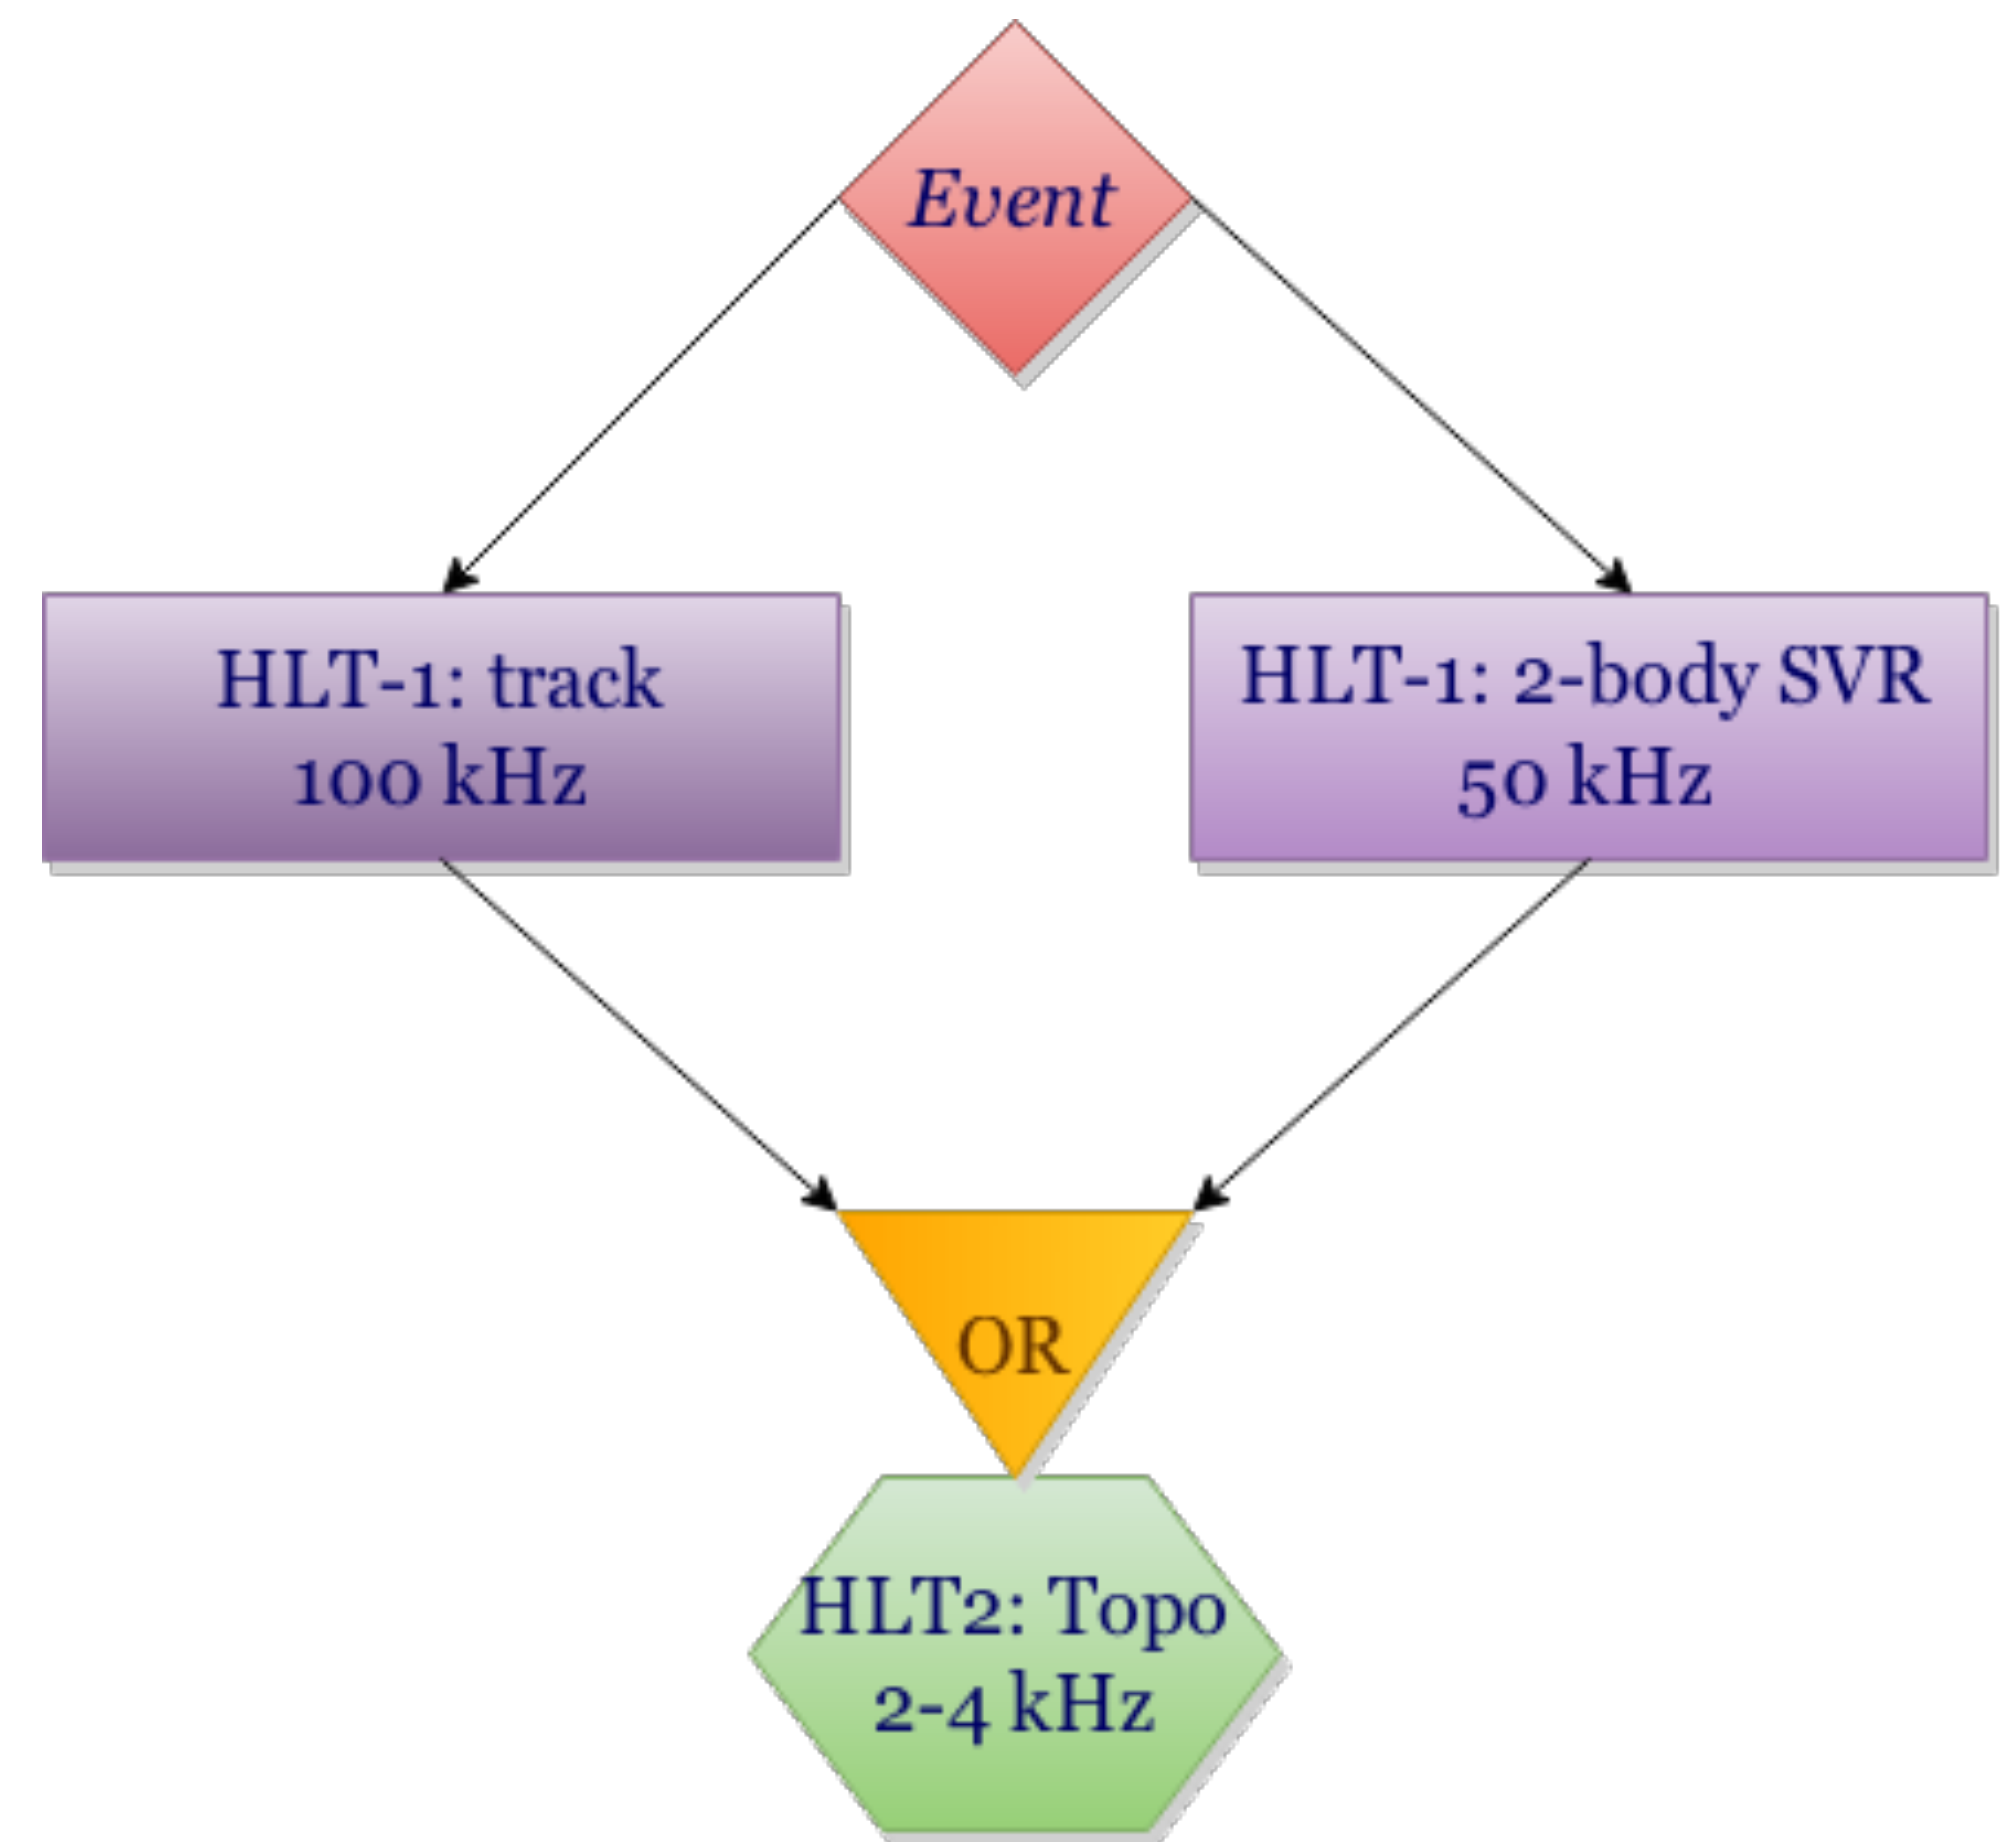 Event
HLT-1: track
100 kHz
HLT-1: 2-body SVR
50 kHz
OR
HLT2: Topo
2-4 kHz